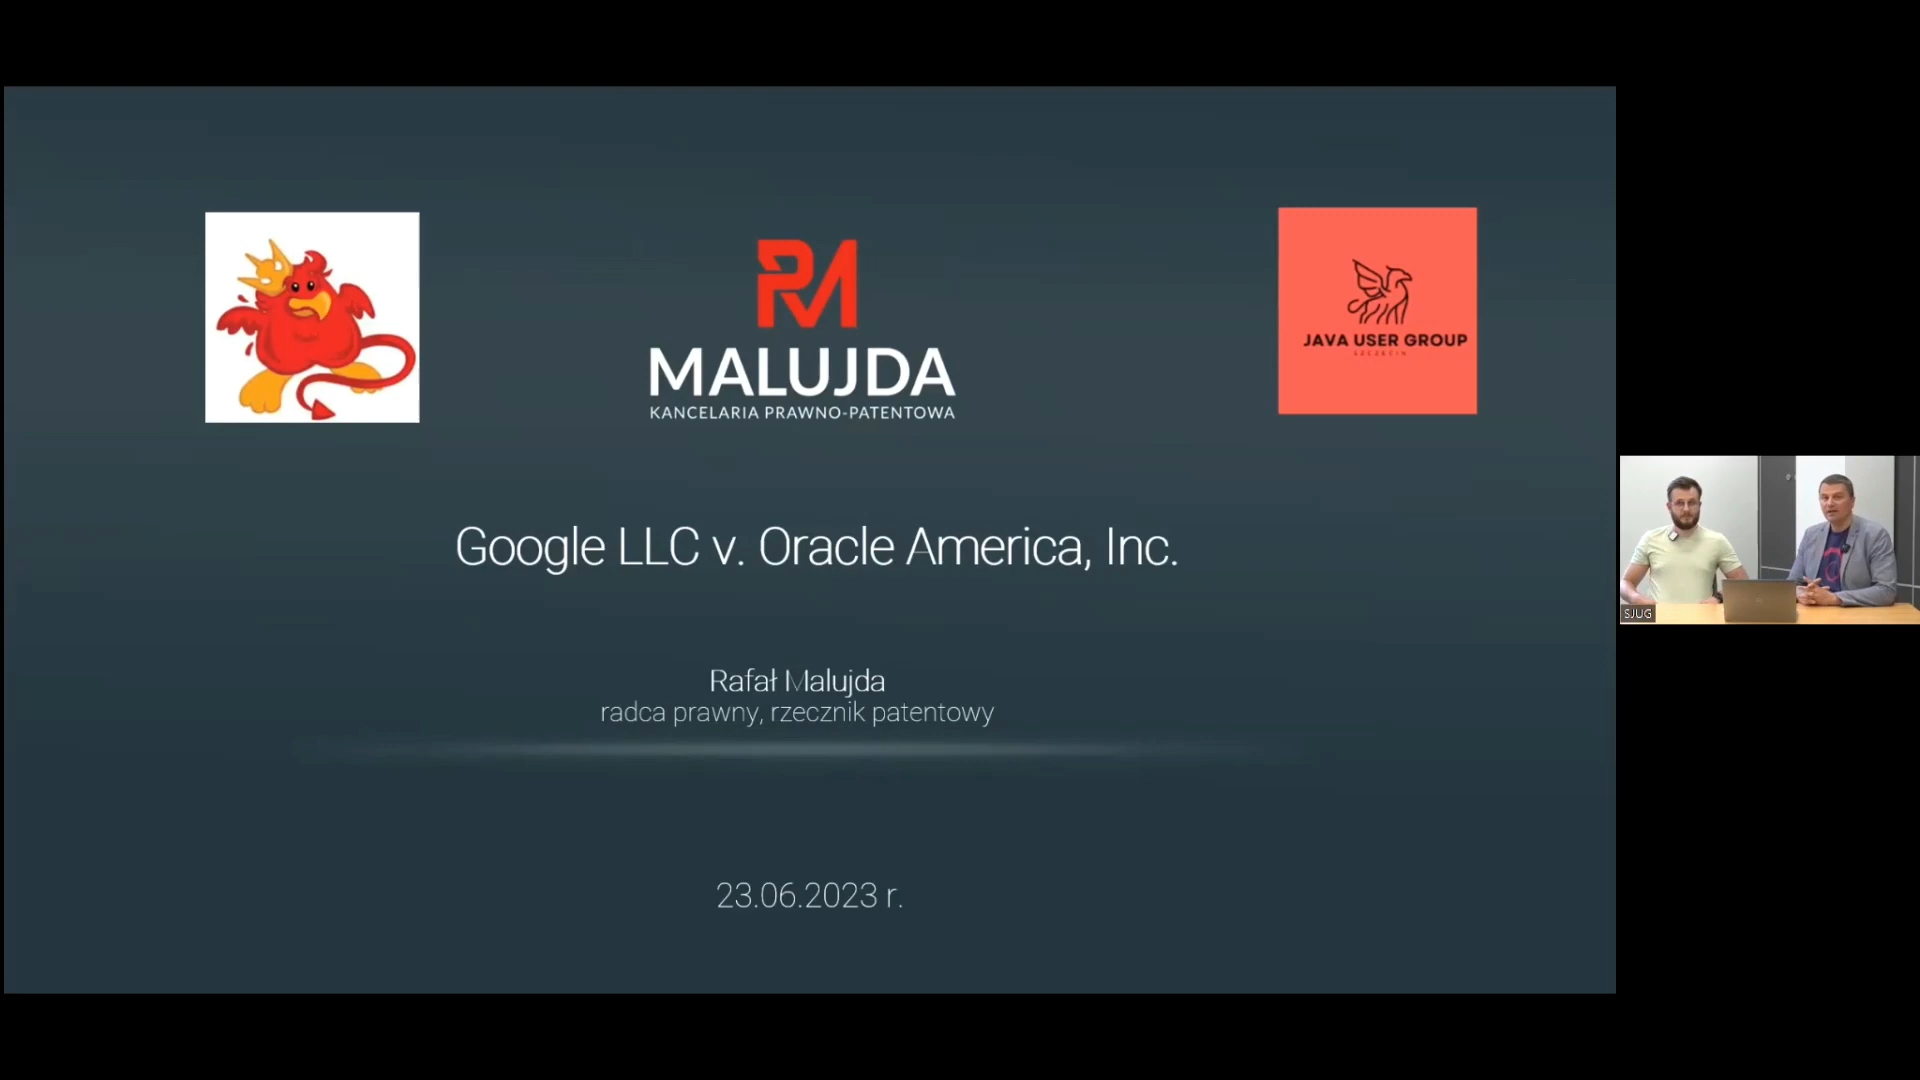 MALUJDA
KANCELARIA PRAWNO-PATENTOWA
JAVA USER GROUP
SZCZECIN
Google LLC v. Oracle America, Inc.
Rafał Malujda
radca prawny, rzecznik patentowy
23.06.2023 r.
SJUG